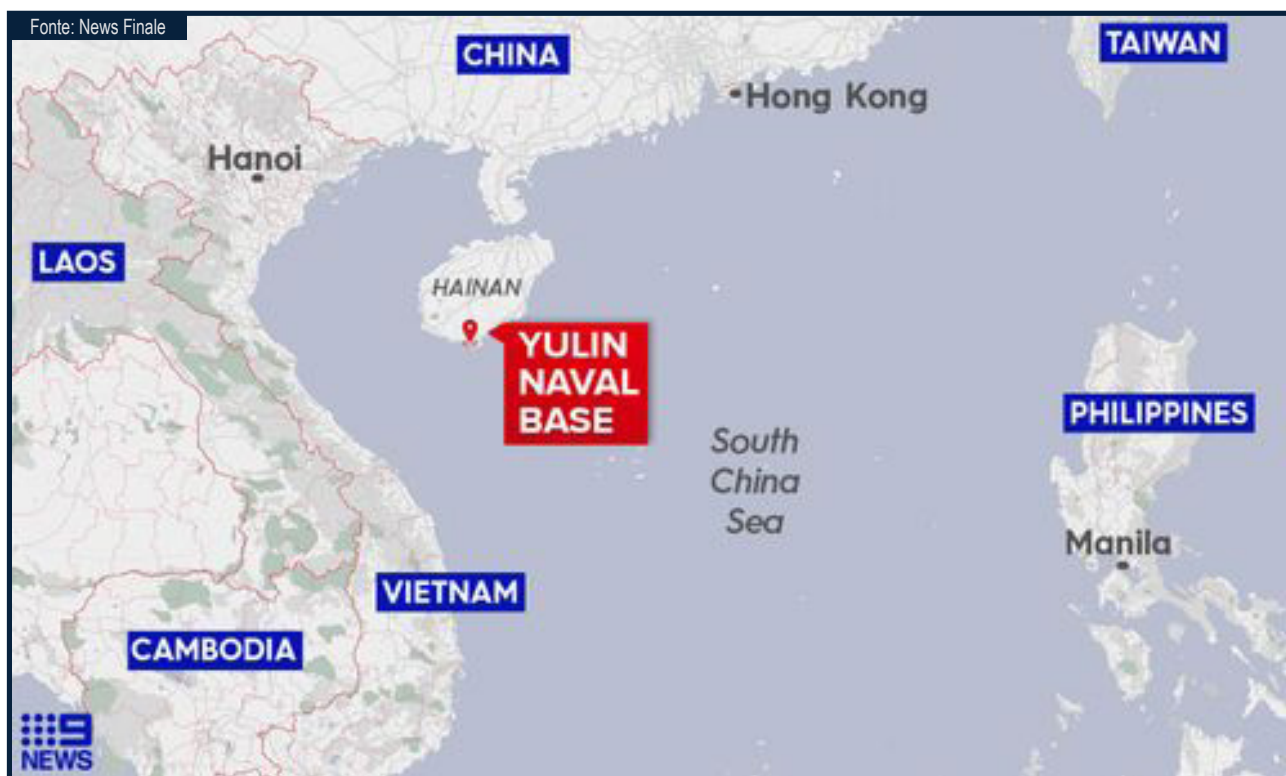 Fonte: News Finale
CHINA
TAIWAN
Hong Kong
Hanoi
LAOS
HAINAN
YULIN
NAVAL
BASE
South
China
Sea
PHILIPPINES
Manila
VIETNAM
CAMBODIA
9
NEWS